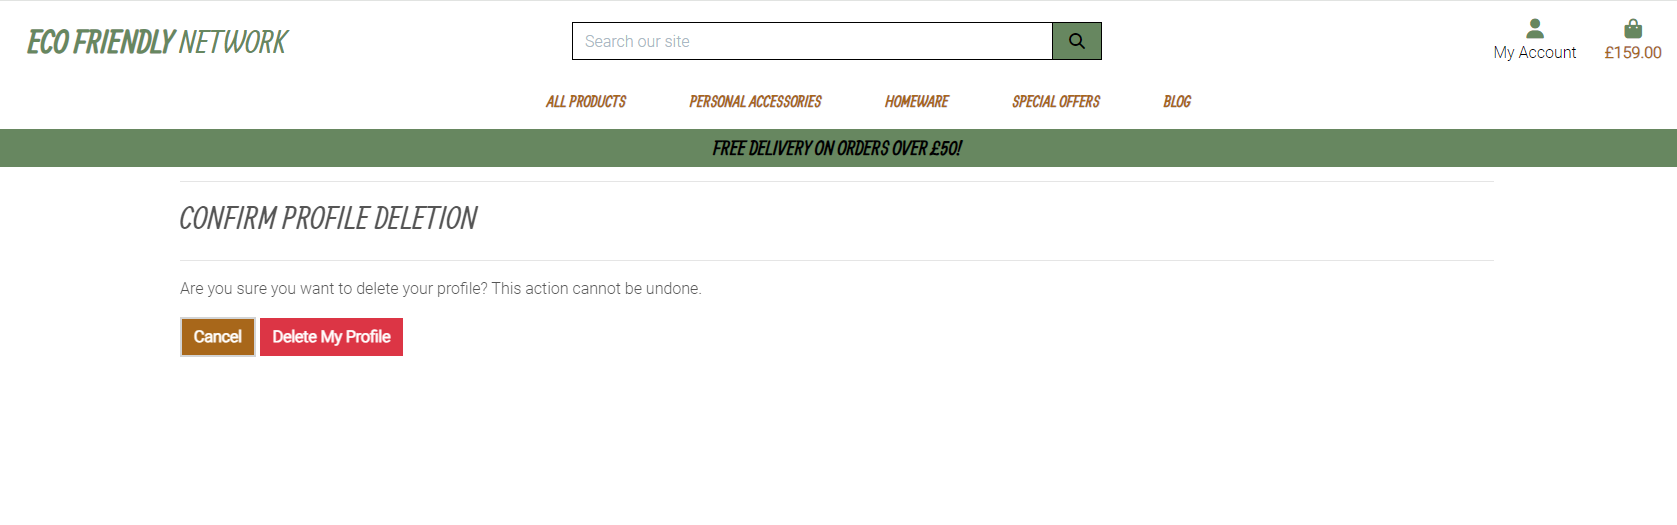 ECO FRIENDLY NETWORK
Search our site
My Account
£159.00
ALL PRODUCTS
PERSONAL ACCESSORIES
HOMEWARE
SPECIAL OFFERS
BLOG
FREE DELIVERY ON ORDERS OVER £50!
CONFIRM PROFILE DELETION
Are you sure you want to delete your profile? This action cannot be undone.
Cancel
Delete My Profile